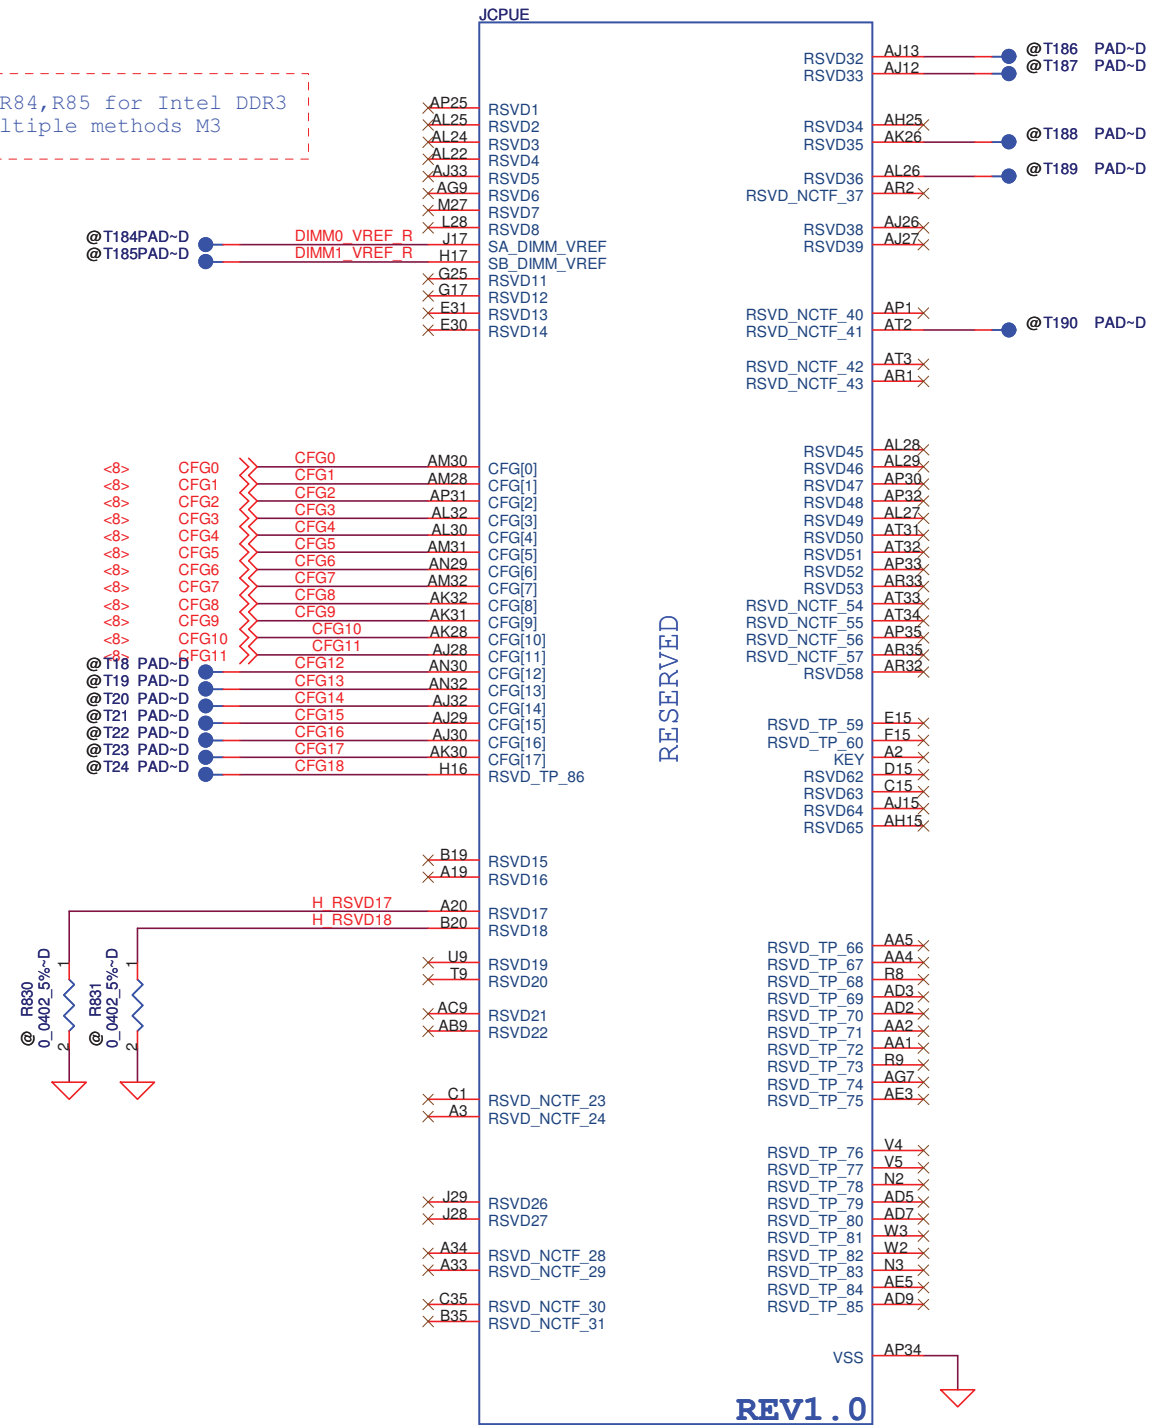 JCPUE
R84,R85 for Intel DDR3
ltiple methods M3
AP25 RSVD1
AL25 RSVD2
AL24 RSVD3
AL22 RSVD4
AJ33 RSVD5
AG9 RSVD6
M27 RSVD7
L28 RSVD8
@T184PAD~D DIMM0_VREF_R J17 SA_DIMM_VREF
@T185PAD~D DIMM1_VREF_R H17 SB_DIMM_VREF
G25 RSVD11
G17 RSVD12
E31 RSVD13
E30 RSVD14
<8> CFG0 CFG0 AM30 CFG[0]
<8> CFG1 CFG1 AM28 CFG[1]
<8> CFG2 CFG2 AP31 CFG[2]
<8> CFG3 CFG3 AL32 CFG[3]
<8> CFG4 CFG4 AL30 CFG[4]
<8> CFG5 CFG5 AM31 CFG[5]
<8> CFG6 CFG6 AN29 CFG[6]
<8> CFG7 CFG7 AM32 CFG[7]
<8> CFG8 CFG8 AK32 CFG[8]
<8> CFG9 CFG9 AK31 CFG[9]
<8> CFG10 CFG10 AK28 CFG[10]
<8> CFG11 CFG11 AJ28 CFG[11]
@T18 PAD~D CFG12 AN30 CFG[12]
@T19 PAD~D CFG13 AN32 CFG[13]
@T20 PAD~D CFG14 AJ32 CFG[14]
@T21 PAD~D CFG15 AJ29 CFG[15]
@T22 PAD~D CFG16 AJ30 CFG[16]
@T23 PAD~D CFG17 AK30 CFG[17]
@T24 PAD~D CFG18 H16 RSVD_TP_86
B19 RSVD15
A19 RSVD16
H_RSVD17 A20 RSVD17
H_RSVD18 B20 RSVD18
U9 RSVD19
T9 RSVD20
AC9 RSVD21
AB9 RSVD22
@ R830
0_0402_5%~D
1
2
@ R831
0_0402_5%~D
1
2
C1 RSVD_NCTF_23
A3 RSVD_NCTF_24
J29 RSVD26
J28 RSVD27
A34 RSVD_NCTF_28
A33 RSVD_NCTF_29
C35 RSVD_NCTF_30
B35 RSVD_NCTF_31
RESERVED
RSVD32 AJ13 @T186 PAD~D
RSVD33 AJ12 @T187 PAD~D
RSVD34 AH25
RSVD35 AK26 @T188 PAD~D
RSVD36 AL26 @T189 PAD~D
RSVD_NCTF_37 AR2
RSVD38 AJ26
RSVD39 AJ27
RSVD_NCTF_40 AP1
RSVD_NCTF_41 AT2 @T190 PAD~D
RSVD_NCTF_42 AT3
RSVD_NCTF_43 AR1
RSVD45 AL28
RSVD46 AL29
RSVD47 AP30
RSVD48 AP32
RSVD49 AL27
RSVD50 AT31
RSVD51 AT32
RSVD52 AP33
RSVD53 AR33
RSVD_NCTF_54 AT33
RSVD_NCTF_55 AT34
RSVD_NCTF_56 AP35
RSVD_NCTF_57 AR35
RSVD58 AR32
RSVD_TP_59 E15
RSVD_TP_60 F15
KEY A2
RSVD62 D15
RSVD63 C15
RSVD64 AJ15
RSVD65 AH15
RSVD_TP_66 AA5
RSVD_TP_67 AA4
RSVD_TP_68 R8
RSVD_TP_69 AD3
RSVD_TP_70 AD2
RSVD_TP_71 AA2
RSVD_TP_72 AA1
RSVD_TP_73 R9
RSVD_TP_74 AG7
RSVD_TP_75 AE3
RSVD_TP_76 V4
RSVD_TP_77 V5
RSVD_TP_78 N2
RSVD_TP_79 AD5
RSVD_TP_80 AD7
RSVD_TP_81 W3
RSVD_TP_82 W2
RSVD_TP_83 N3
RSVD_TP_84 AE5
RSVD_TP_85 AD9
VSS AP34
REV1.0